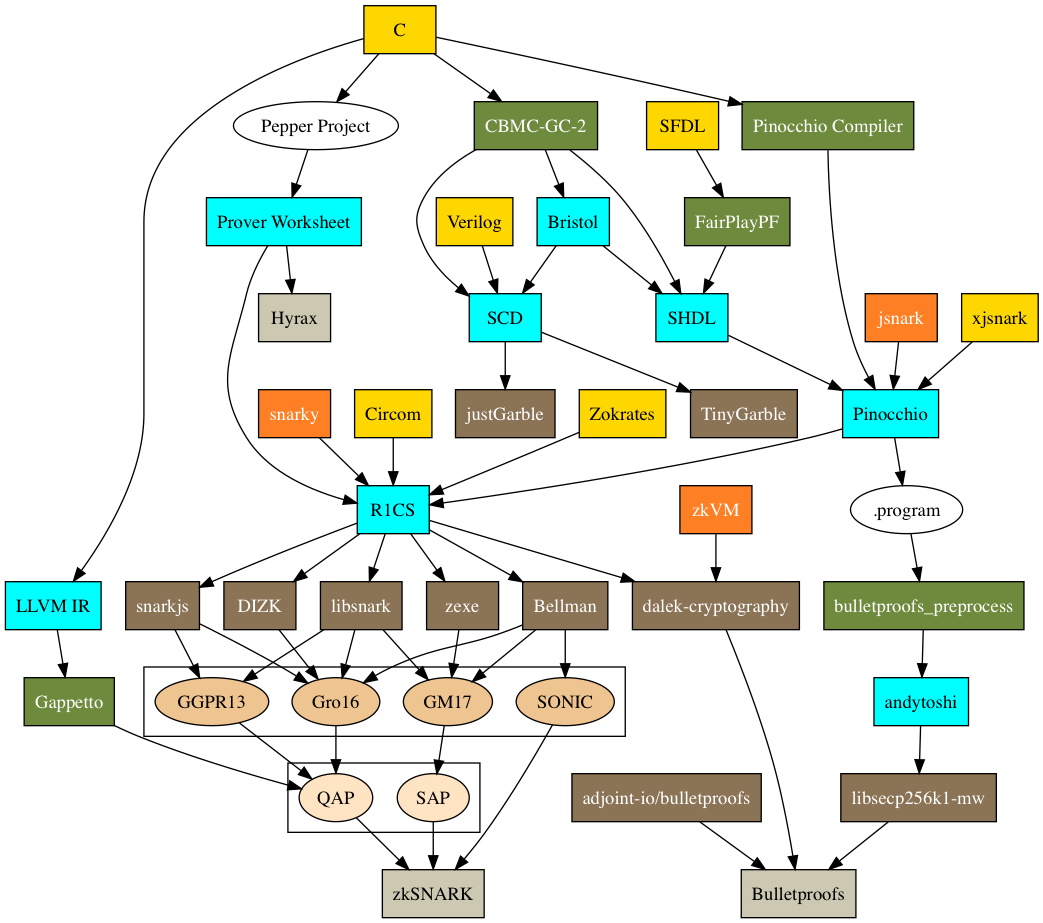 C
Pepper Project
CBMC-GC-2
SFDL
Pinocchio Compiler
Prover Worksheet
Verilog
Bristol
FairPlayPF
Hyrax
SCD
SHDL
jsnark
xjsnark
snarky
Circom
justGarble
Zokrates
TinyGarble
Pinocchio
R1CS
zkVM
.program
LLVM IR
snarkjs
DIZK
libsnark
zexe
Bellman
dalek-cryptography
bulletproofs_preprocess
Gappetto
GGPR13
Gro16
GM17
SONIC
andytoshi
QAP
SAP
adjoint-io/bulletproofs
libsecp256k1-mw
zkSNARK
Bulletproofs